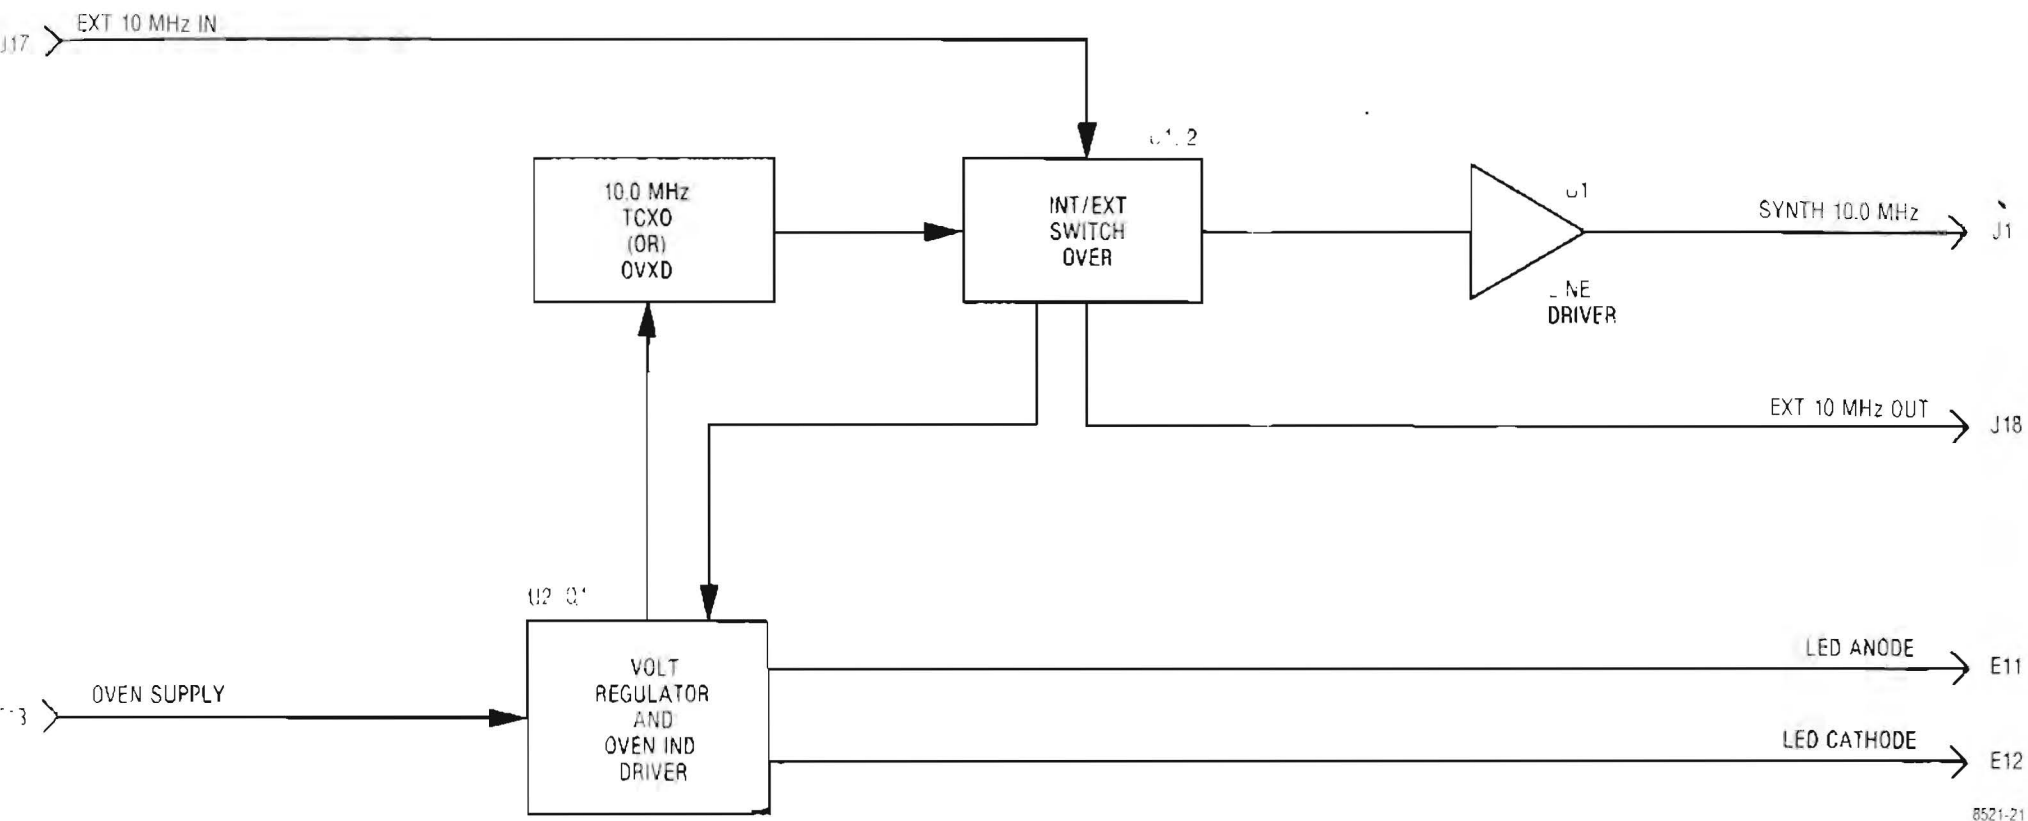 EXT 10 MHz IN
J17
10.0 MHz
TCXO
(OR)
OVXD
INT/EXT
SWITCH
OVER
SYNTH 10.0 MHz
J1
DRIVER
EXT 10 MHz OUT
J18
U2 Q1
VOLT
REGULATOR
AND
OVEN IND
DRIVER
OVEN SUPPLY
LED ANODE
E11
LED CATHODE
E12
8521-21